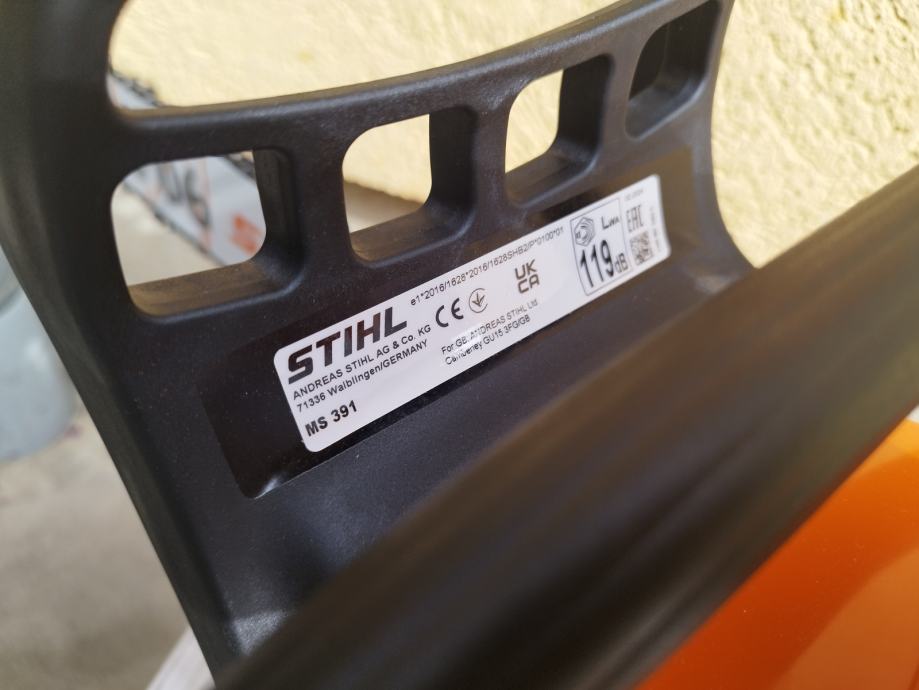 e1*2016/1628*2016/1628SHB2/P*0100*01
STIHL
ANDREAS STIHL AG & Co. KG
71336 Waiblingen/GERMANY
MS 391
CE
UK
CA
For GB: ANDREAS STIHL Ltd.
Camberley GU15 3FG/GB
LWA
119dB
EAC